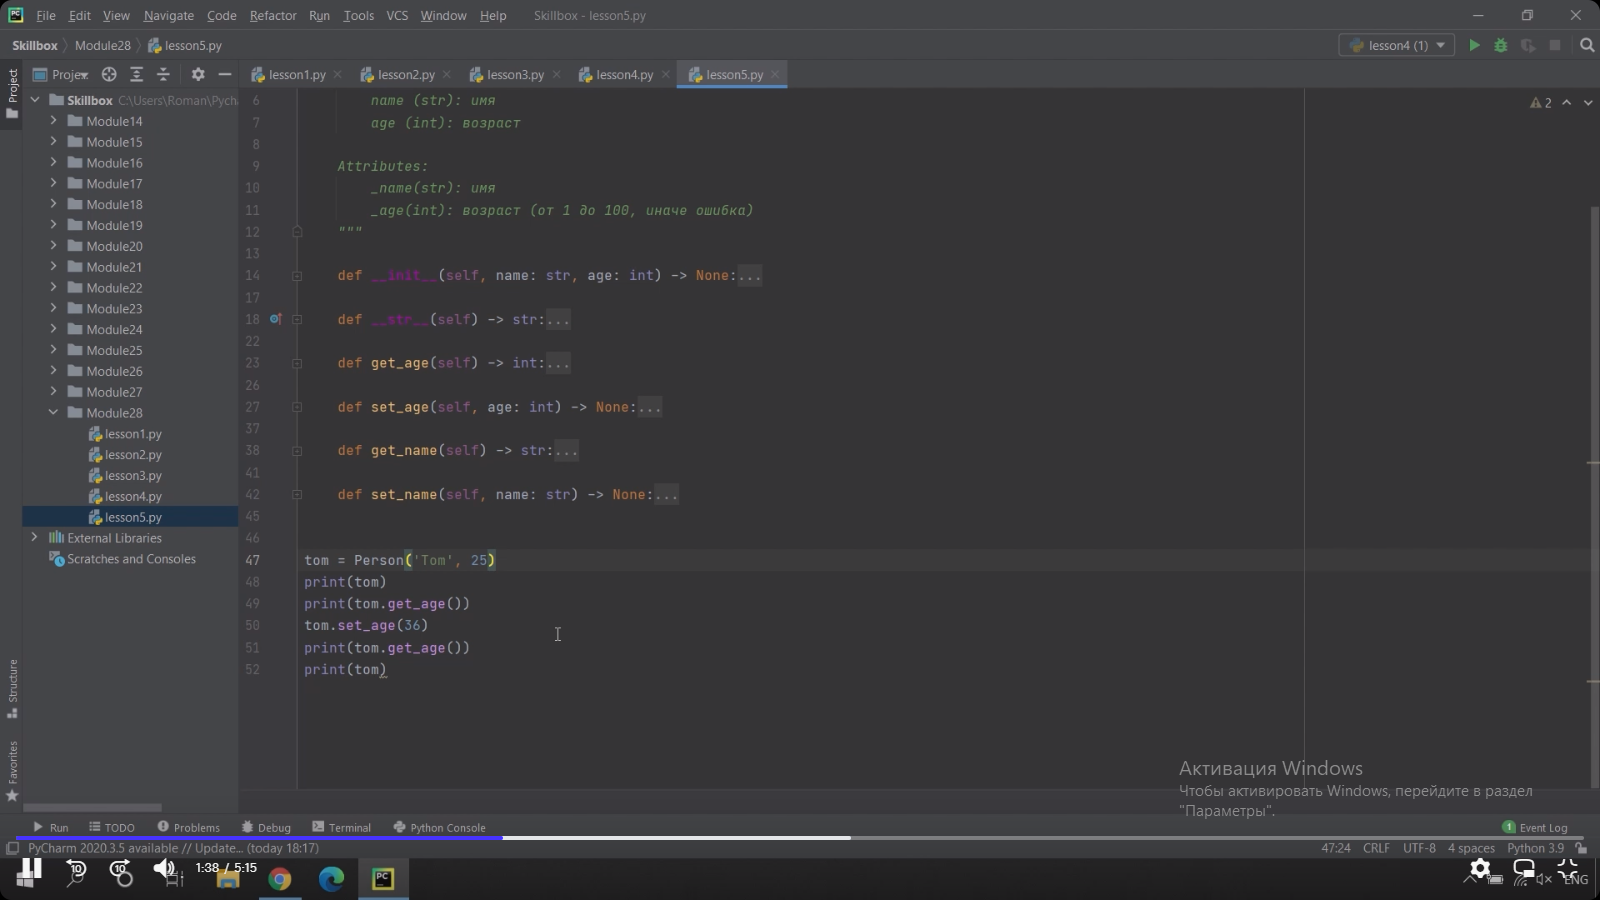 File Edit View Navigate Code Refactor Run Tools VCS Window Help Skillbox - lesson5.py
Skillbox Module28 lesson5.py lesson4 (1)
Project lesson1.py lesson2.py lesson3.py lesson4.py lesson5.py
Skillbox C:\Users\Roman\Pych
Module14
Module15
Module16
Module17
Module18
Module19
Module20
Module21
Module22
Module23
Module24
Module25
Module26
Module27
Module28
lesson1.py
lesson2.py
lesson3.py
lesson4.py
lesson5.py
External Libraries
Scratches and Consoles
Project
Structure
Favorites
2
6 name (str): имя
7 age (int): возраст
8
9 Attributes:
10 _name(str): имя
11 _age(int): возраст (от 1 до 100, иначе ошибка)
12 """
13
14 def __init__(self, name: str, age: int) -> None:...
17
18 def __str__(self) -> str:...
22
23 def get_age(self) -> int:...
26
27 def set_age(self, age: int) -> None:...
37
38 def get_name(self) -> str:...
41
42 def set_name(self, name: str) -> None:...
45
46
47 tom = Person('Tom', 25)
48 print(tom)
49 print(tom.get_age())
50 tom.set_age(36)
51 print(tom.get_age())
52 print(tom)
Активация Windows
Чтобы активировать Windows, перейдите в раздел
"Параметры".
Run TODO Problems Debug Terminal Python Console 1 Event Log
PyCharm 2020.3.5 available // Update... (today 18:17) 47:24 CRLF UTF-8 4 spaces Python 3.9
10 10 1:38 / 5:15 ENG